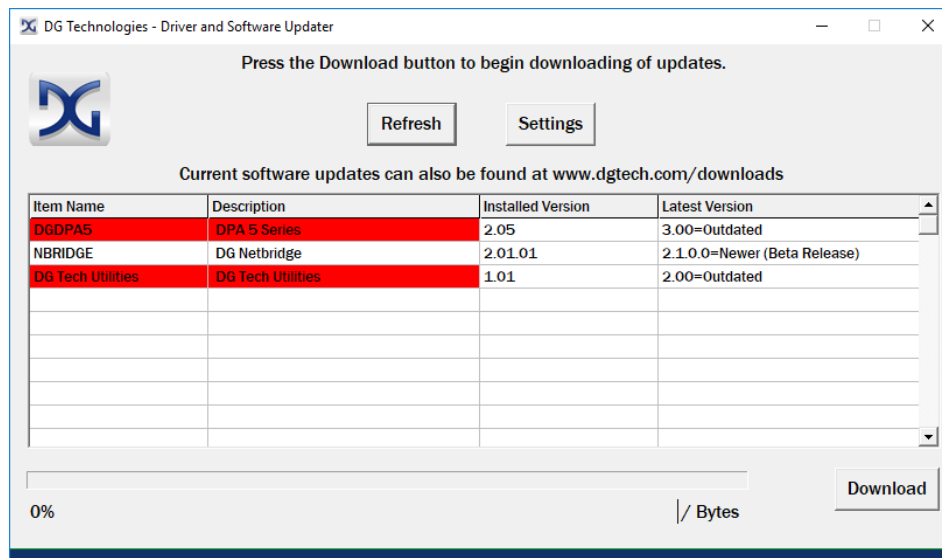 DG Technologies - Driver and Software Updater
Press the Download button to begin downloading of updates.
DG
Refresh Settings
Current software updates can also be found at www.dgtech.com/downloads
Item Name Description Installed Version Latest Version
DGDPA5 DPA 5 Series 2.05 3.00=Outdated
NBRIDGE DG Netbridge 2.01.01 2.1.0.0=Newer (Beta Release)
DG Tech Utilities DG Tech Utilities 1.01 2.00=Outdated
Download
0% / Bytes